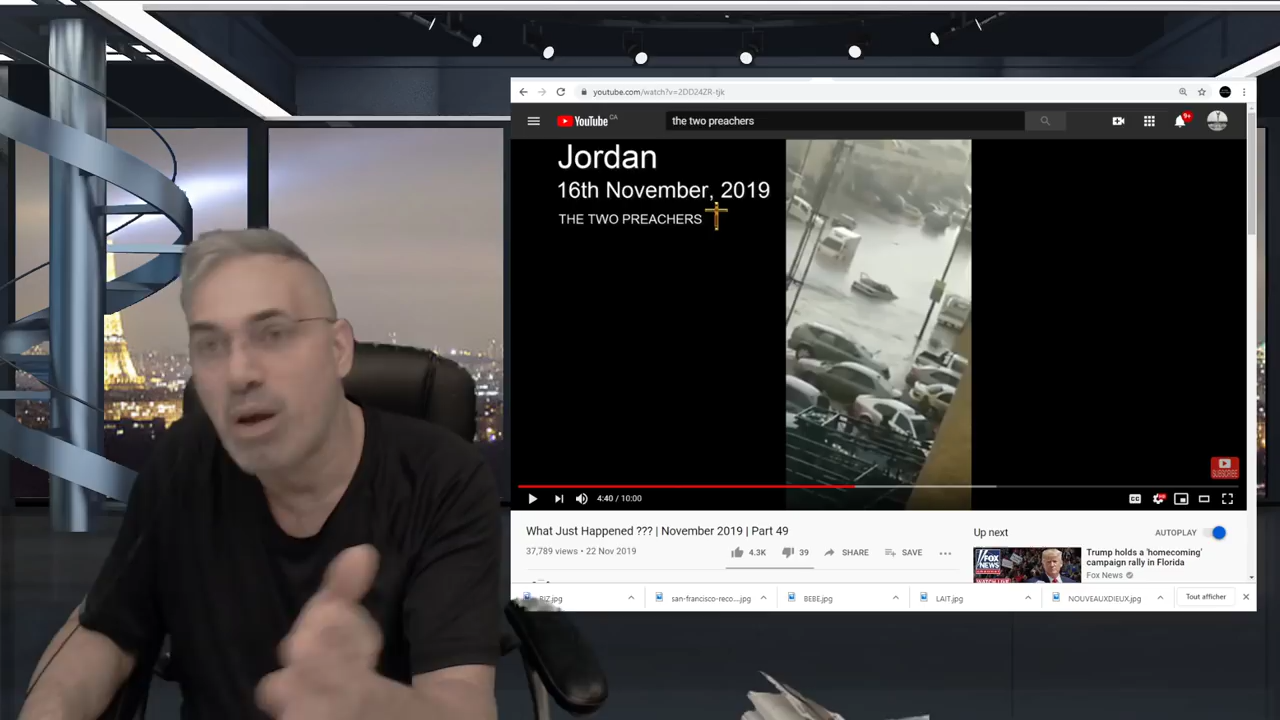 youtube.com/watch?v=2DD24ZR-tjk
YouTube CA
the two preachers
9+
Jordan
16th November, 2019
THE TWO PREACHERS
4:40 / 10:00
What Just Happened ??? | November 2019 | Part 49
37,789 views • 22 Nov 2019
4.3K
39
SHARE
SAVE
Up next
AUTOPLAY
FOX NEWS
Trump holds a 'homecoming'
campaign rally in Florida
Fox News
RIZ.jpg
san-francisco-reco....jpg
BEBE.jpg
LAIT.jpg
NOUVEAUXDIEUX.jpg
Tout afficher